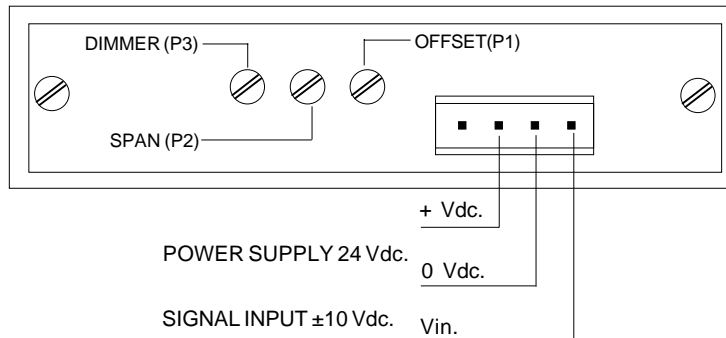 DIMMER (P3)
OFFSET(P1)
SPAN (P2)
+ Vdc.
POWER SUPPLY 24 Vdc.
0 Vdc.
SIGNAL INPUT ±10 Vdc.
Vin.